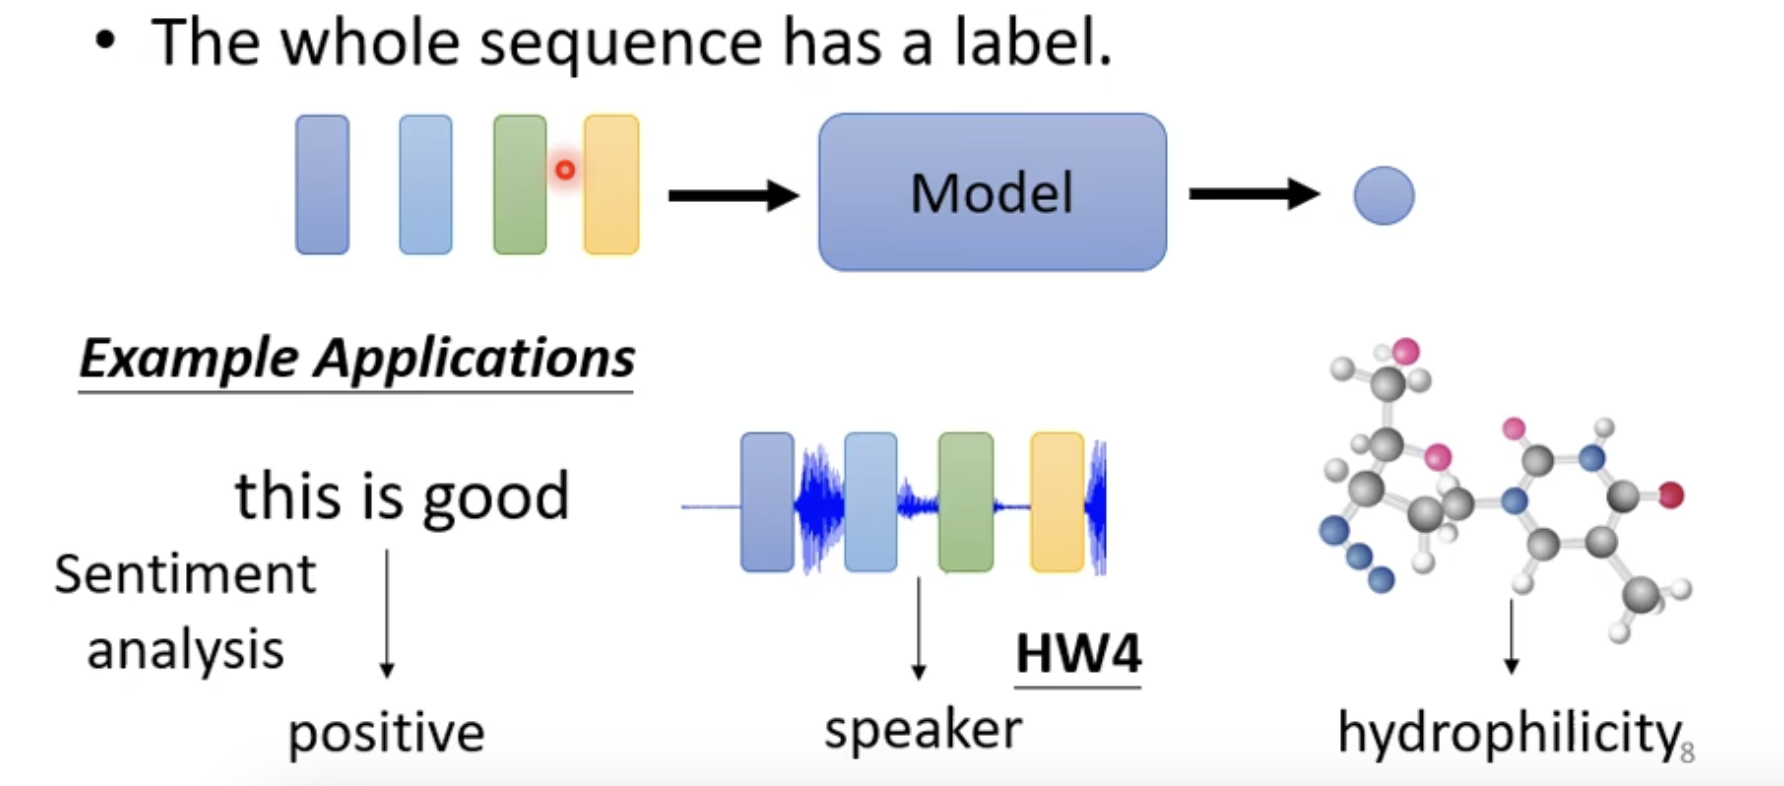 • The whole sequence has a label.
Model
Example Applications
this is good
Sentiment
analysis
positive
HW4
speaker
hydrophilicity
8